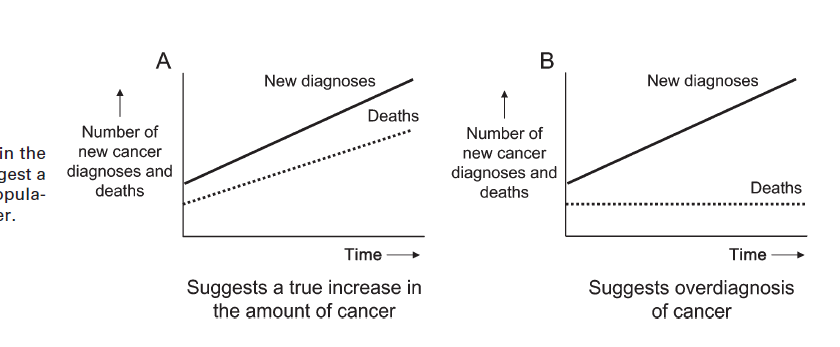 in the
gest a
opula-
er.
A
New diagnoses
Deaths
Number of
new cancer
diagnoses and
deaths
Time
Suggests a true increase in
the amount of cancer
B
New diagnoses
Deaths
Number of
new cancer
diagnoses and
deaths
Time
Suggests overdiagnosis
of cancer